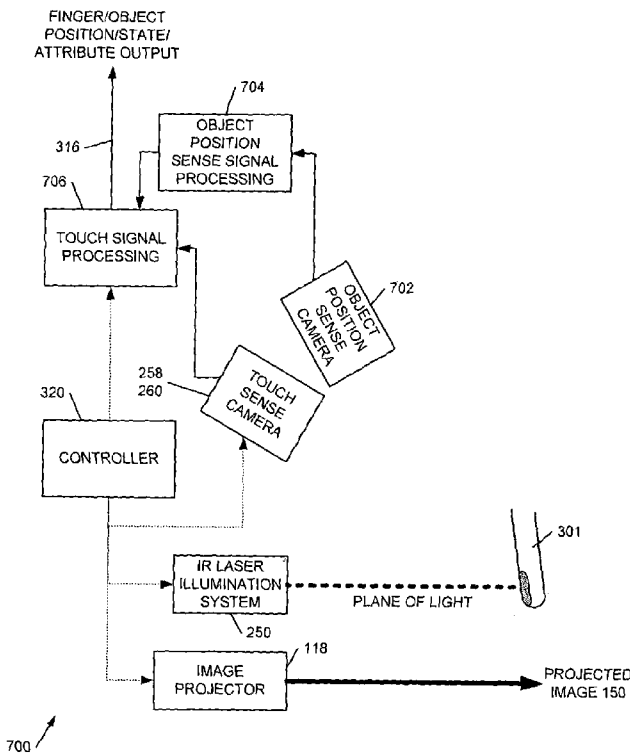 FINGER/OBJECT
POSITION/STATE/
ATTRIBUTE OUTPUT
704
OBJECT
POSITION
SENSE SIGNAL
PROCESSING
316
706
TOUCH SIGNAL
PROCESSING
702
OBJECT
POSITION
SENSE
CAMERA
258
260
TOUCH
SENSE
CAMERA
320
CONTROLLER
301
IR LASER
ILLUMINATION
SYSTEM
PLANE OF LIGHT
250
118
IMAGE
PROJECTOR
PROJECTED
IMAGE 150
700